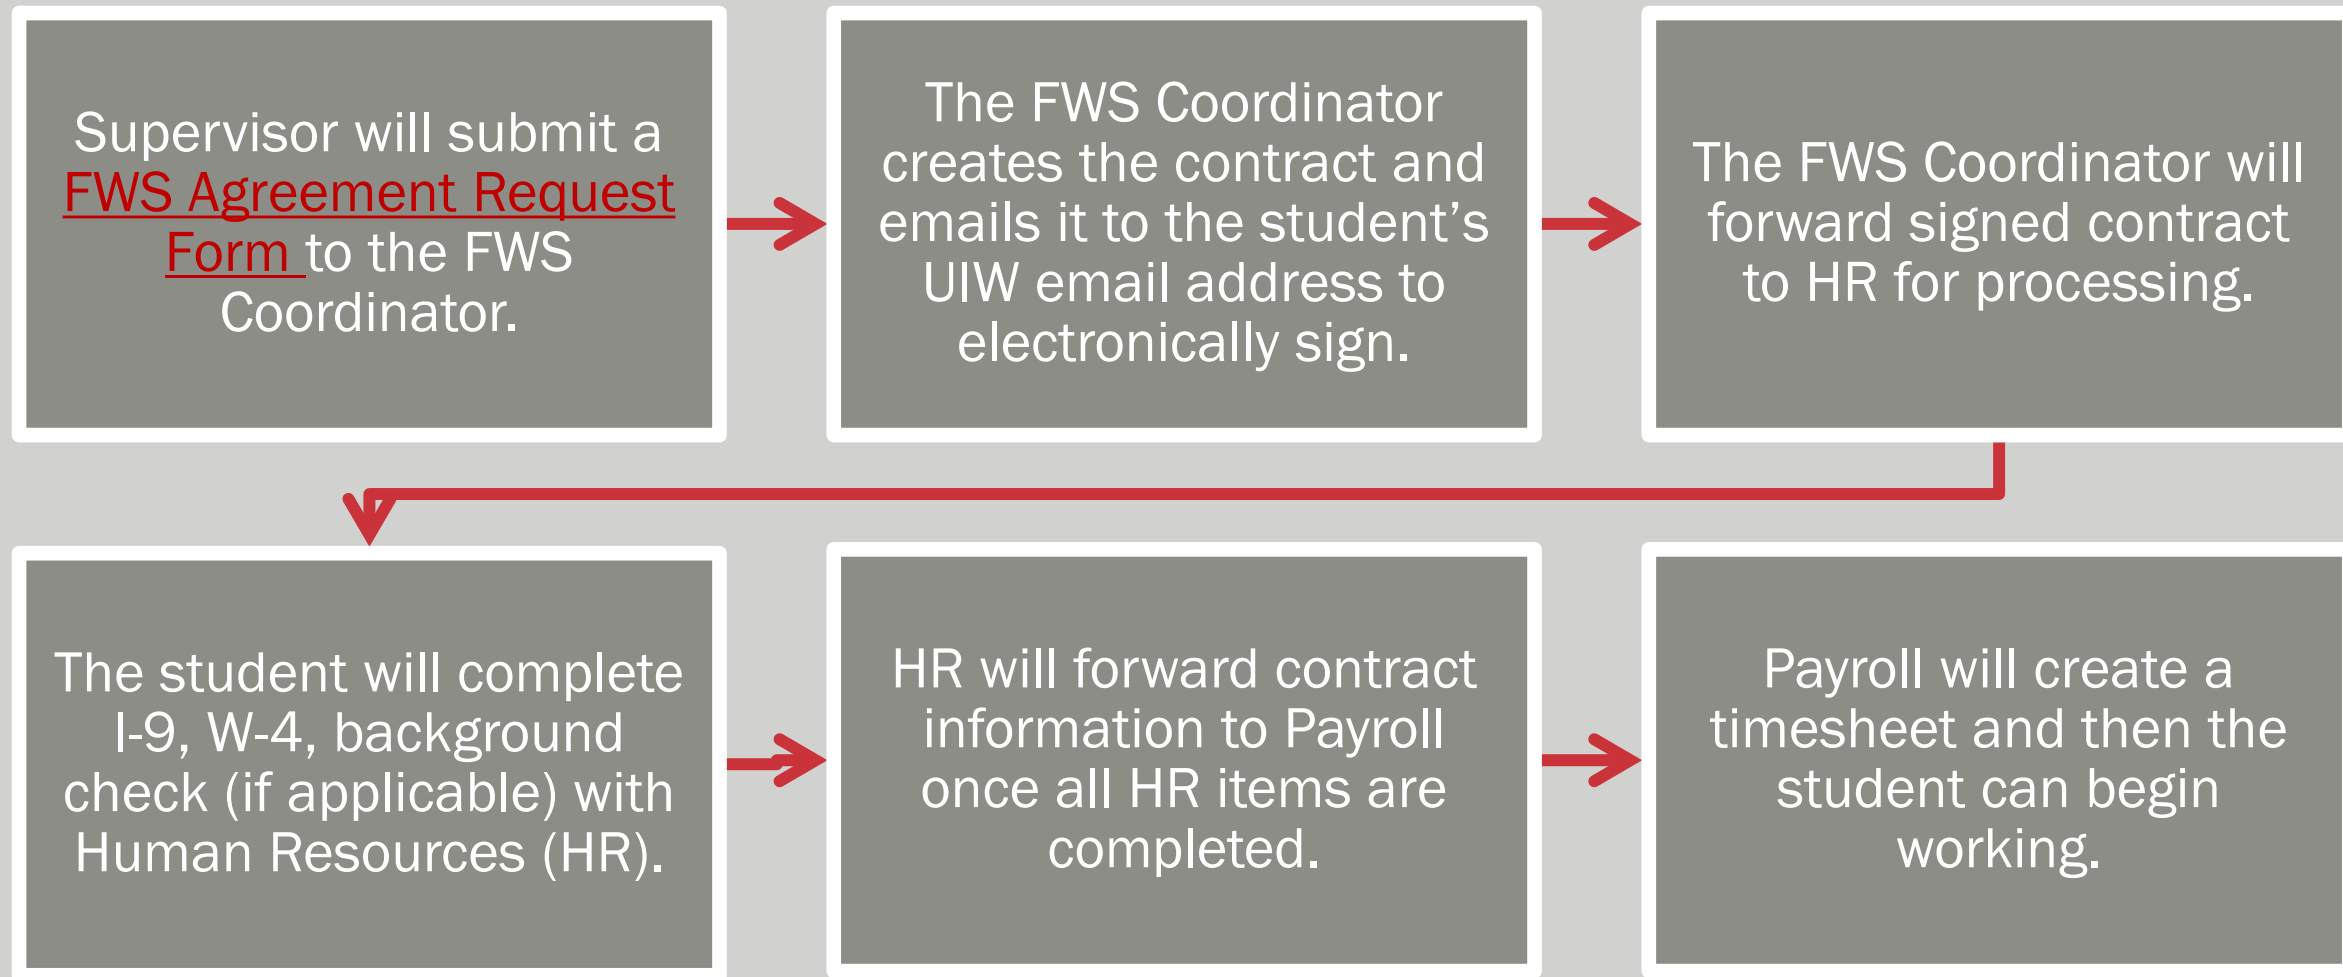 Supervisor will submit a
FWS Agreement Request
Form to the FWS
Coordinator.
The FWS Coordinator
creates the contract and
emails it to the student’s
UIW email address to
electronically sign.
The FWS Coordinator will
forward signed contract
to HR for processing.
The student will complete
I-9, W-4, background
check (if applicable) with
Human Resources (HR).
HR will forward contract
information to Payroll
once all HR items are
completed.
Payroll will create a
timesheet and then the
student can begin
working.